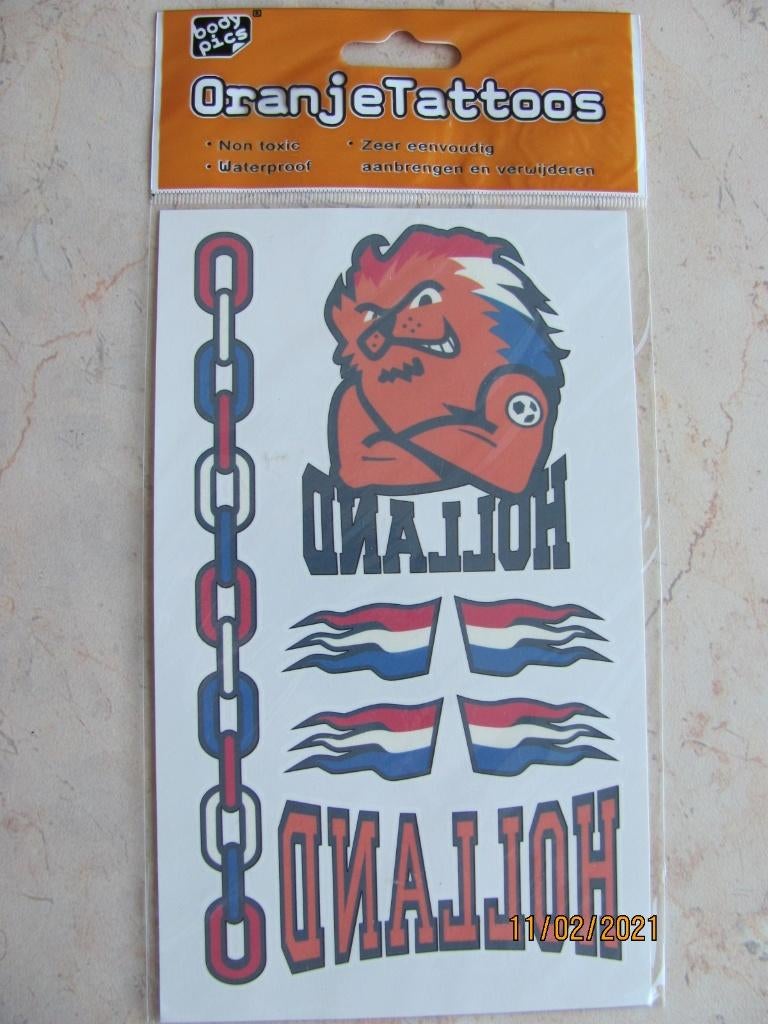 body
pics
OranjeTattoos
• Non toxic
• Waterproof
• Zeer eenvoudig
aanbrengen en verwijderen
HOLLAND
HOLLAND
11/02/2021